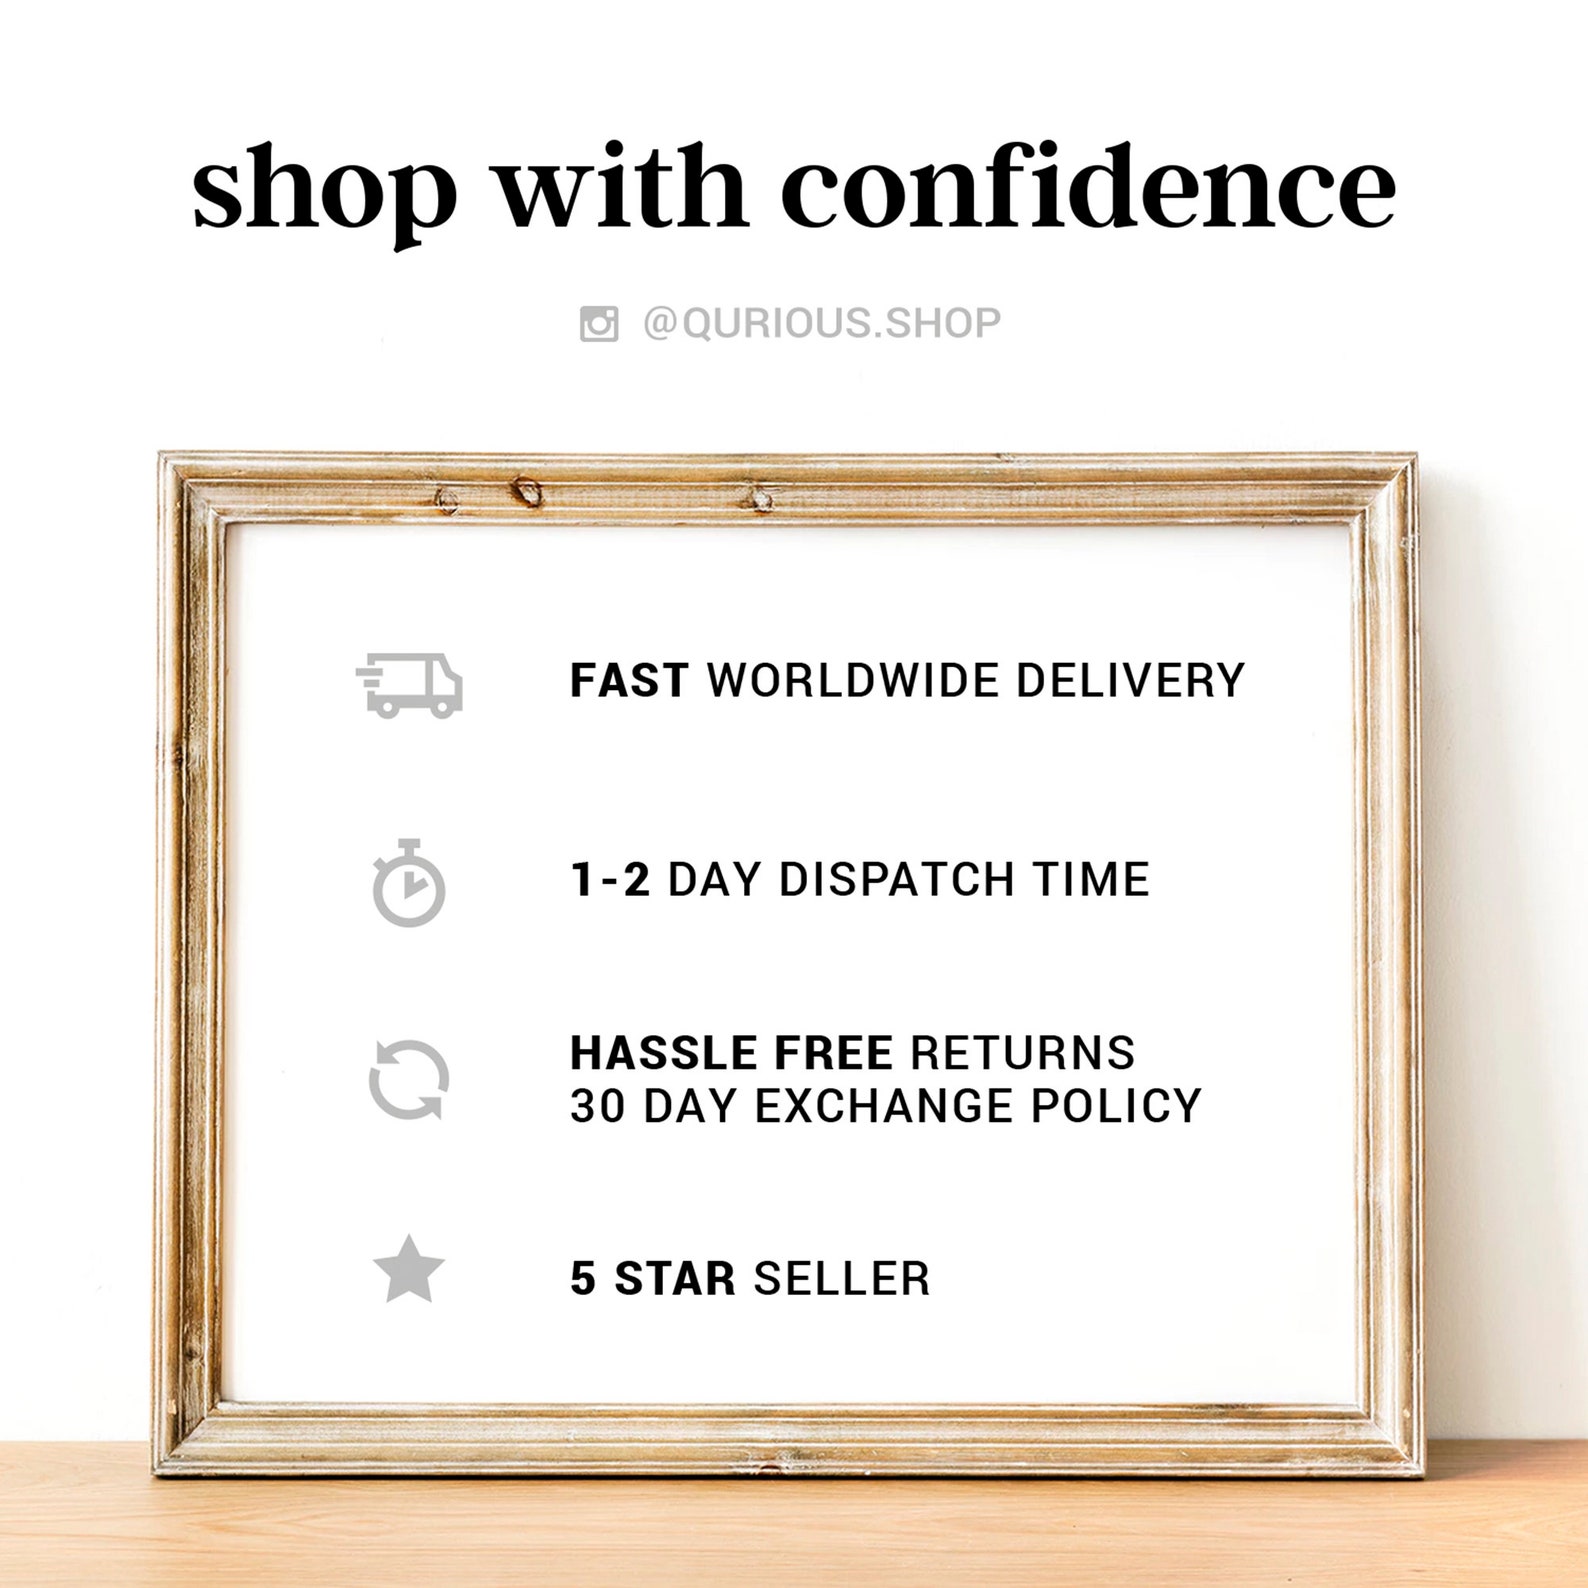 shop with confidence
@QURIOUS.SHOP
FAST WORLDWIDE DELIVERY
1-2 DAY DISPATCH TIME
HASSLE FREE RETURNS
30 DAY EXCHANGE POLICY
5 STAR SELLER